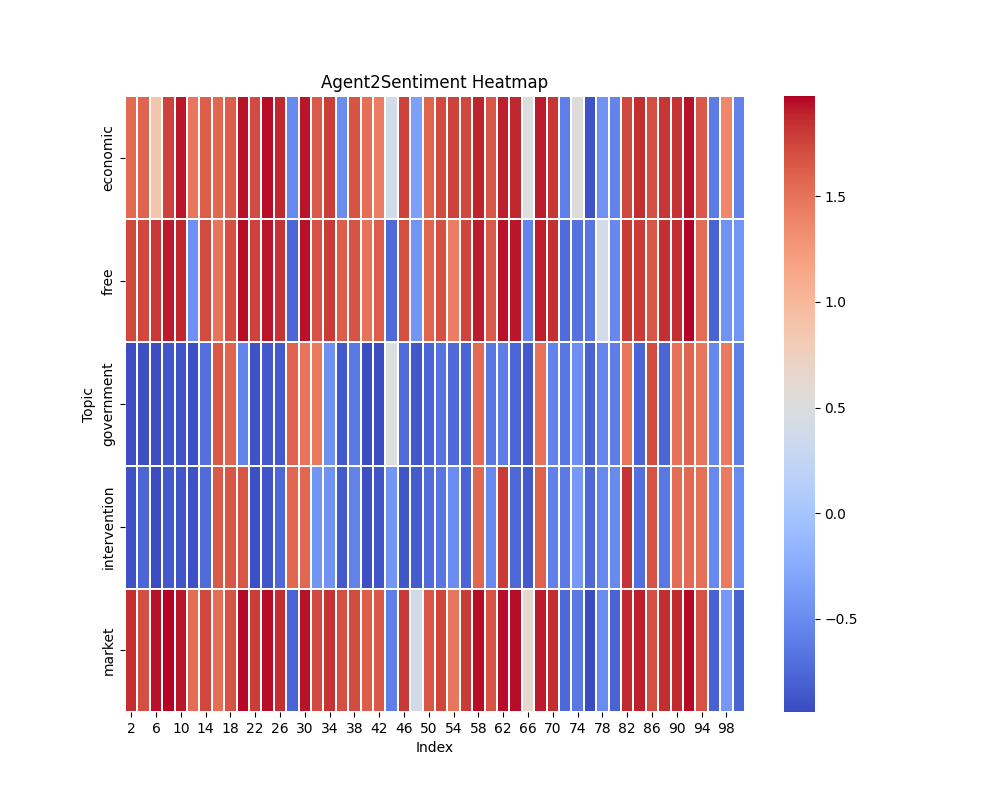 Agent2Sentiment Heatmap
economic
free
government
intervention
market
Topic
2 6 10 14 18 22 26 30 34 38 42 46 50 54 58 62 66 70 74 78 82 86 90 94 98
Index
1.5
1.0
0.5
0.0
−0.5